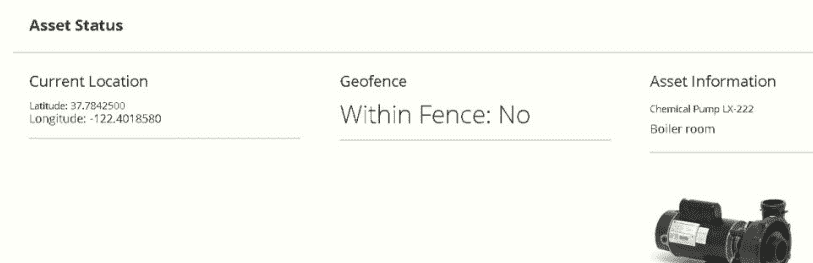 Asset Status
Current Location
Latitude: 37.7842500
Longitude: -122.4018580
Geofence
Within Fence: No
Asset Information
Chemical Pump LX-222
Boiler room